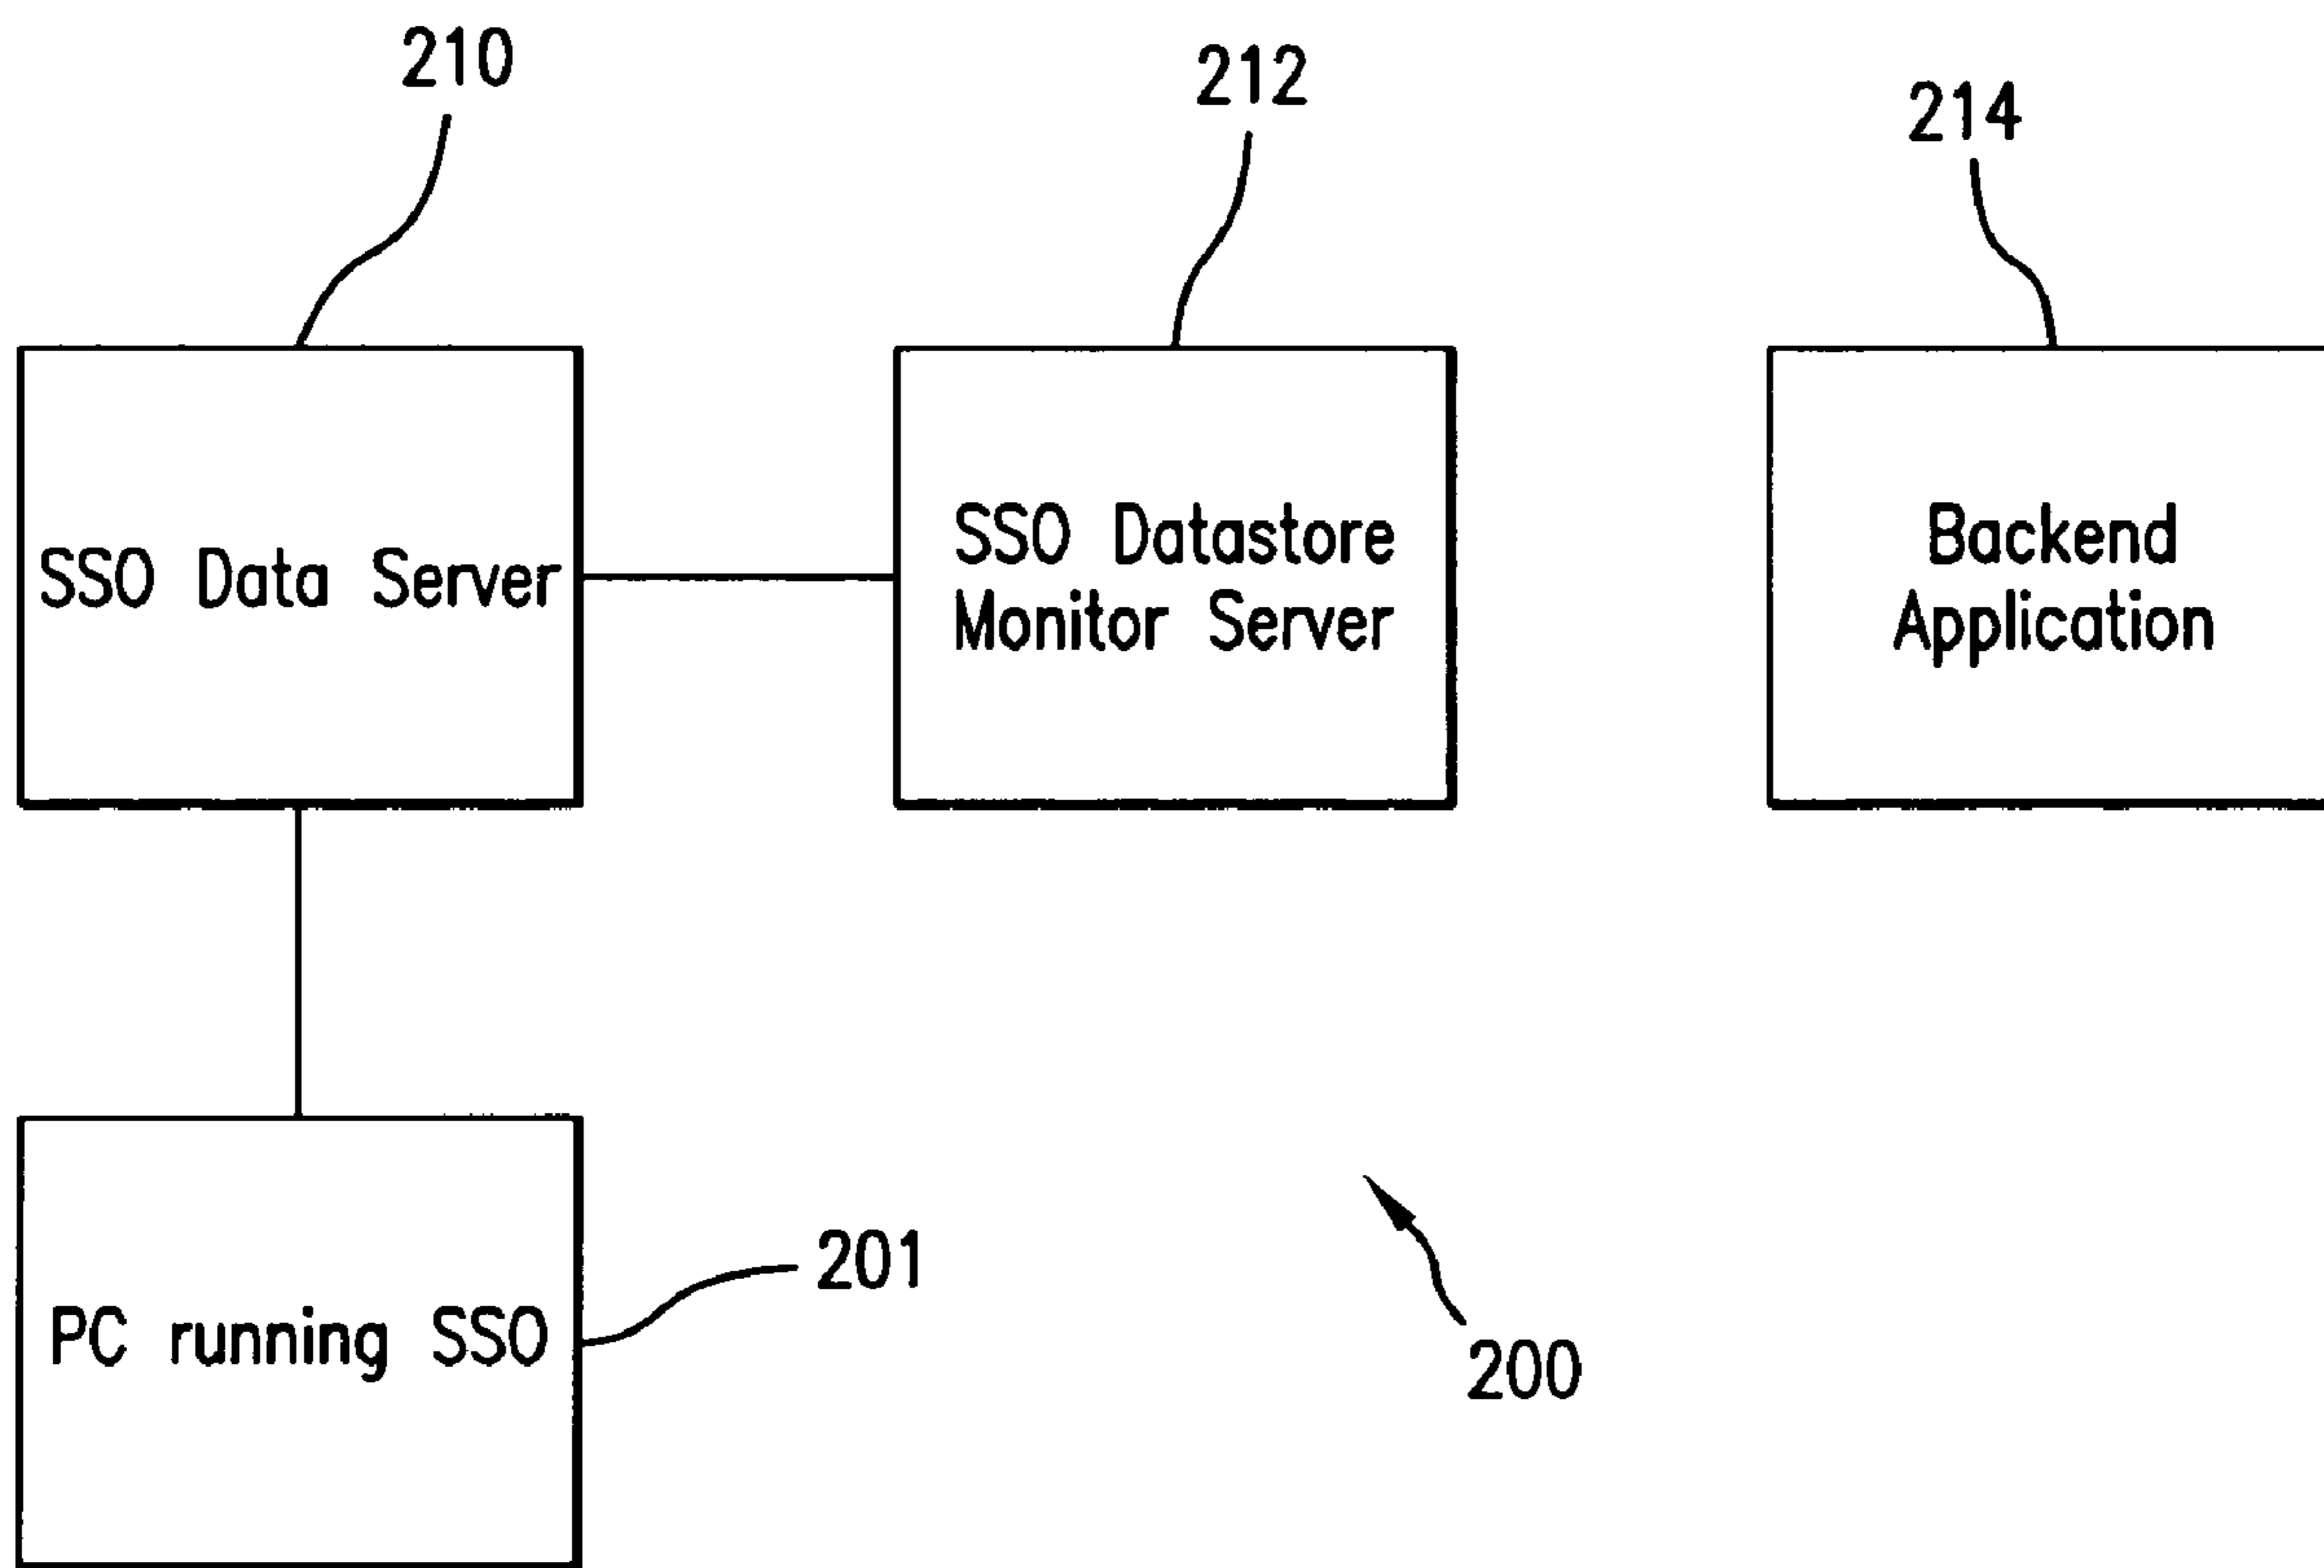 210
212
214
SSO Data Server
SSO Datastore
Monitor Server
Backend
Application
PC running SSO
201
200